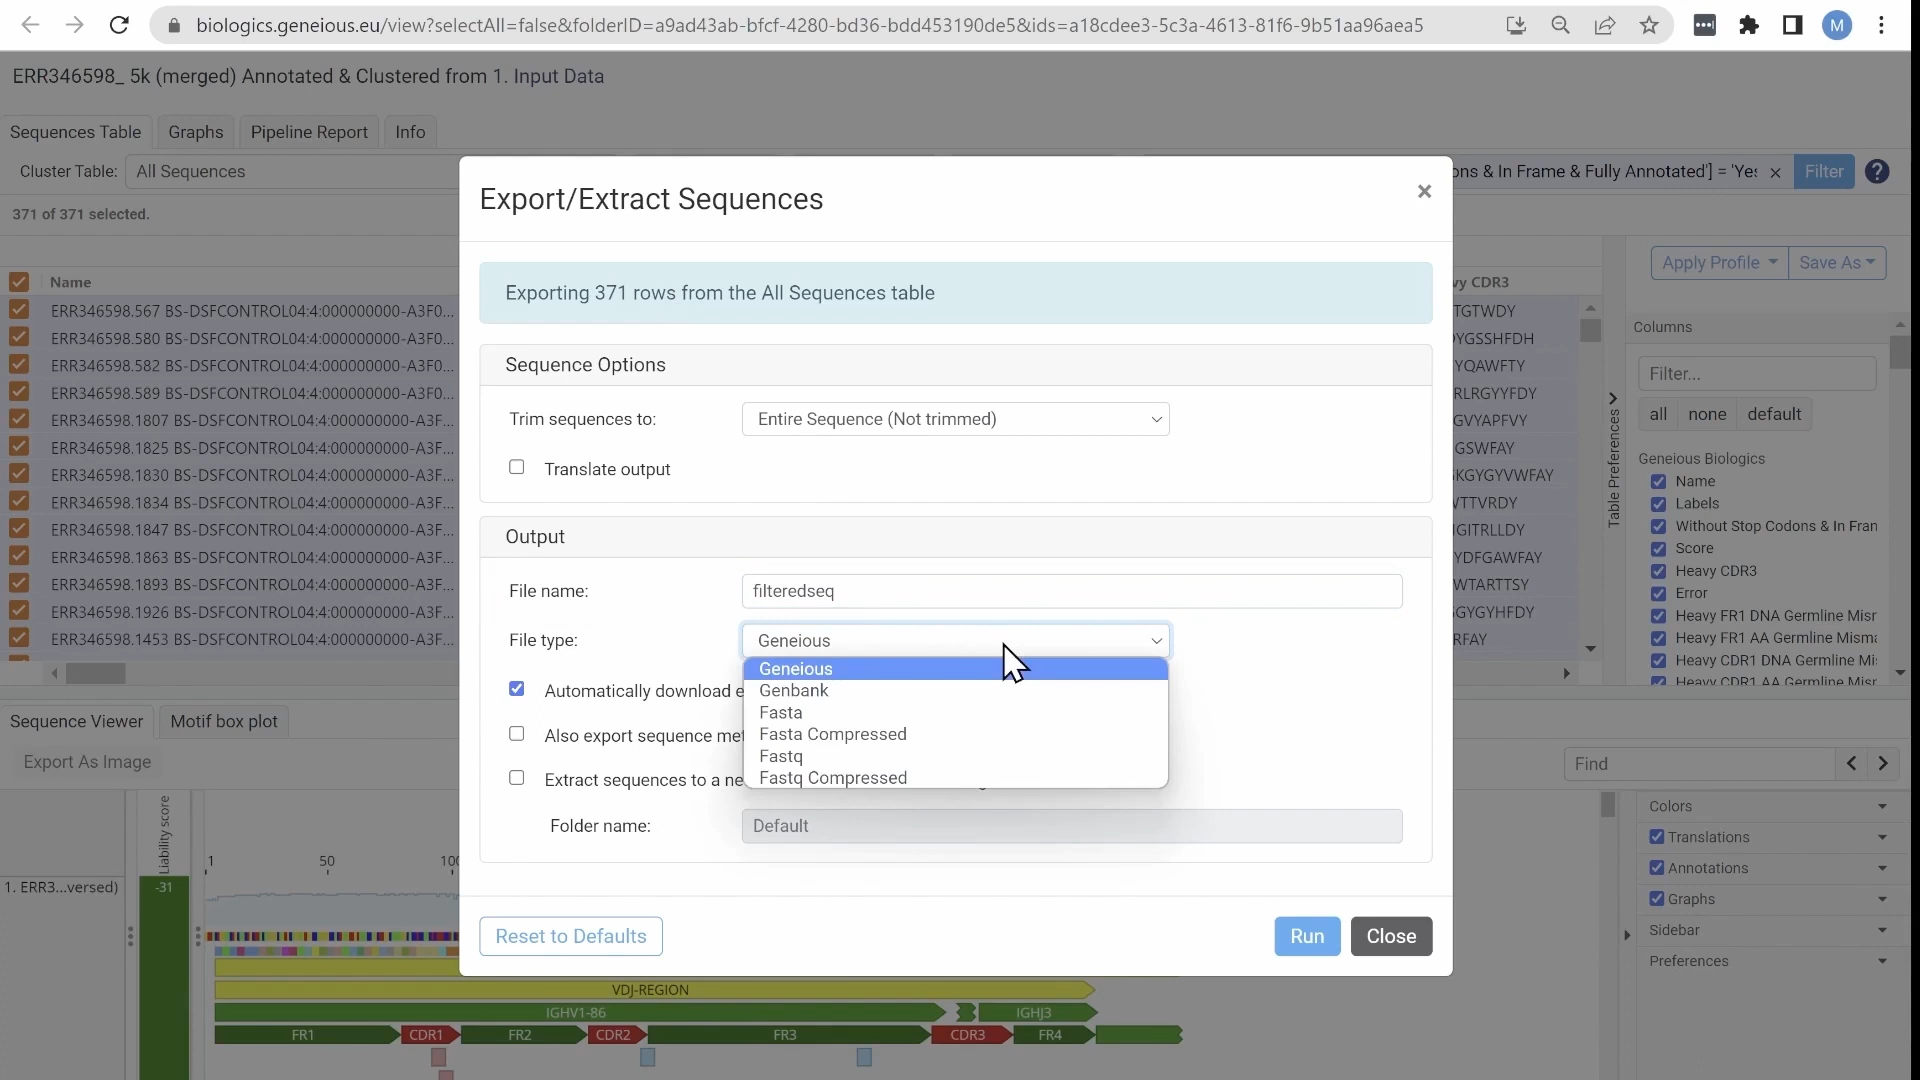 biologics.geneious.eu/view?selectAll=false&folderID=a9ad43ab-bfcf-4280-bd36-bdd453190de5&ids=a18cdee3-5c3a-4613-81f6-9b51aa96aea5
M
ERR346598_ 5k (merged) Annotated & Clustered from 1. Input Data
Sequences Table Graphs Pipeline Report Info
Cluster Table: All Sequences
ons & In Frame & Fully Annotated'] = 'Yes × Filter ?
371 of 371 selected.
Export/Extract Sequences ×
Exporting 371 rows from the All Sequences table
Sequence Options
Trim sequences to: Entire Sequence (Not trimmed)
Translate output
Output
File name: filteredseq
File type: Geneious
Geneious
Genbank
Fasta
Fasta Compressed
Fastq
Fastq Compressed
Automatically download e
Also export sequence met
Extract sequences to a ne
Folder name: Default
Reset to Defaults Run Close
Name
ERR346598.567 BS-DSFCONTROL04:4:000000000-A3F0...
ERR346598.580 BS-DSFCONTROL04:4:000000000-A3F0...
ERR346598.582 BS-DSFCONTROL04:4:000000000-A3F0...
ERR346598.589 BS-DSFCONTROL04:4:000000000-A3F0...
ERR346598.1807 BS-DSFCONTROL04:4:000000000-A3F...
ERR346598.1825 BS-DSFCONTROL04:4:000000000-A3F...
ERR346598.1830 BS-DSFCONTROL04:4:000000000-A3F...
ERR346598.1834 BS-DSFCONTROL04:4:000000000-A3F...
ERR346598.1847 BS-DSFCONTROL04:4:000000000-A3F...
ERR346598.1863 BS-DSFCONTROL04:4:000000000-A3F...
ERR346598.1893 BS-DSFCONTROL04:4:000000000-A3F...
ERR346598.1926 BS-DSFCONTROL04:4:000000000-A3F...
ERR346598.1453 BS-DSFCONTROL04:4:000000000-A3F...
vy CDR3
TGTWDY
YGSSHFDH
YQAWFTY
RLRGYYFDY
GVYAPFVY
GSWFAY
KGYGYVWFAY
TTVRDY
GITRLLDY
YDFGAWFAY
WTARTTSY
GYGYHFDY
RFAY
Table Preferences
Apply Profile Save As
Columns
Filter...
all none default
Geneious Biologics
Name
Labels
Without Stop Codons & In Fran
Score
Heavy CDR3
Error
Heavy FR1 DNA Germline Misr
Heavy FR1 AA Germline Misma
Heavy CDR1 DNA Germline Mi
Heavy CDR1 AA Germline Misr
Sequence Viewer Motif box plot
Export As Image
Find
Liability score
1 50 100
1. ERR3...versed) -31
VDJ-REGION
IGHV1-86 IGHJ3
FR1 CDR1 FR2 CDR2 FR3 CDR3 FR4
Colors
Translations
Annotations
Graphs
Sidebar
Preferences